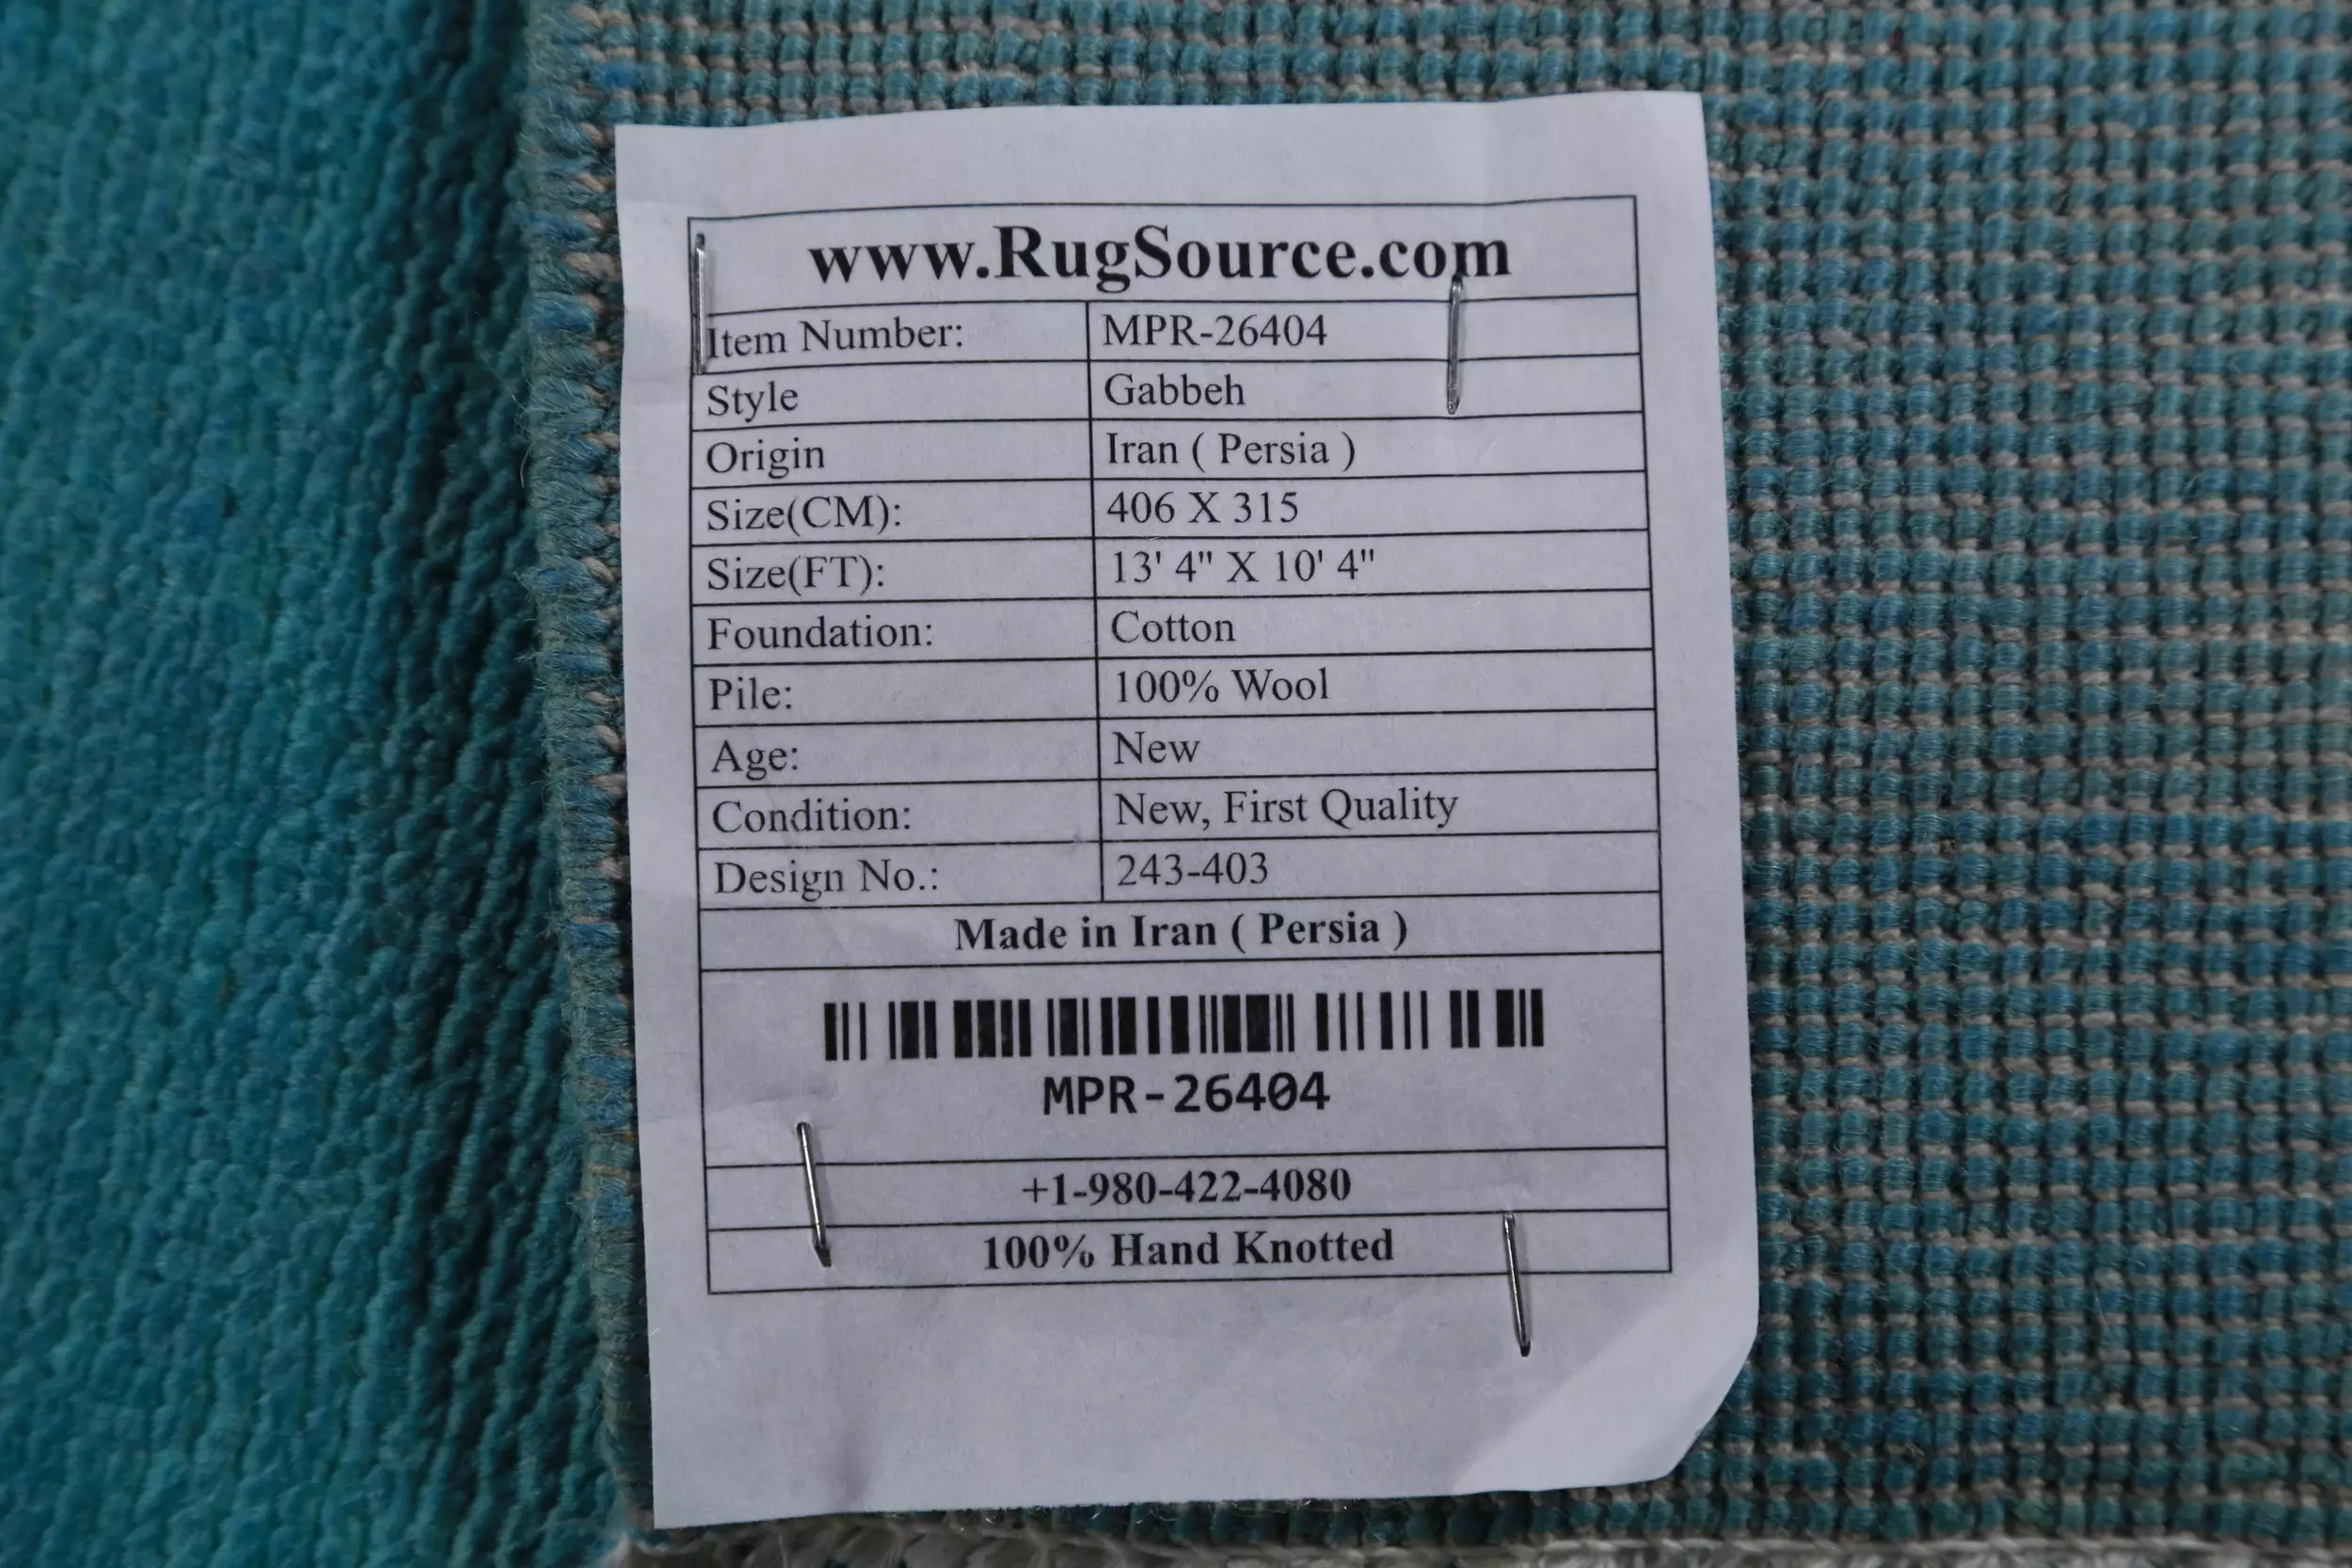 www.RugSource.com
Item Number: MPR-26404
Style Gabbeh
Origin Iran ( Persia )
Size(CM): 406 X 315
Size(FT): 13' 4" X 10' 4"
Foundation: Cotton
Pile: 100% Wool
Age: New
Condition: New, First Quality
Design No.: 243-403
Made in Iran ( Persia )
MPR-26404
+1-980-422-4080
100% Hand Knotted